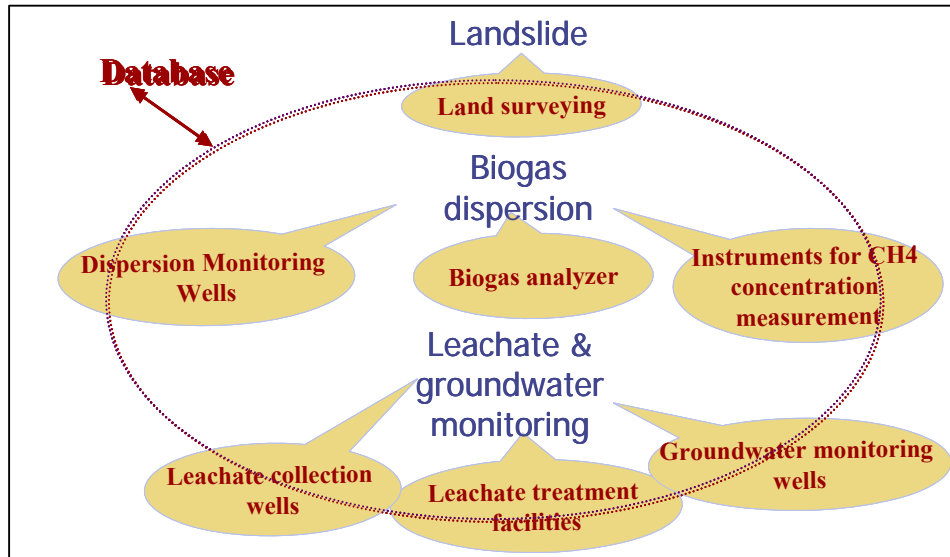 Landslide
Database
Land surveying
Biogas
dispersion
Dispersion Monitoring
Wells
Biogas analyzer
Instruments for CH4
concentration
measurement
Leachate &
groundwater
monitoring
Leachate collection
wells
Leachate treatment
facilities
Groundwater monitoring
wells